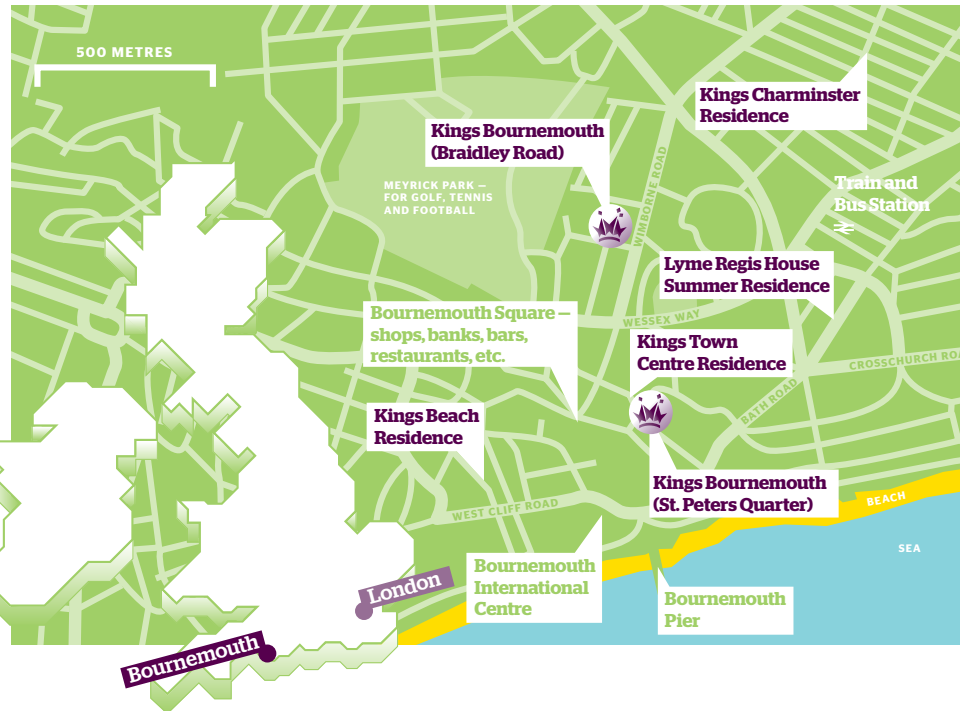 500 METRES
Kings Charminster
Residence
Kings Bournemouth
(Braidley Road)
MEYRICK PARK —
FOR GOLF, TENNIS
AND FOOTBALL
WIMBORNE ROAD
Train and
Bus Station
Lyme Regis House
Summer Residence
Bournemouth Square —
shops, banks, bars,
restaurants, etc.
WESSEX WAY
Kings Town
Centre Residence
CROSSCHURCH ROA
BATH ROAD
Kings Beach
Residence
Kings Bournemouth
(St. Peters Quarter)
WEST CLIFF ROAD
BEACH
SEA
Bournemouth
International
Centre
Bournemouth
Pier
London
Bournemouth